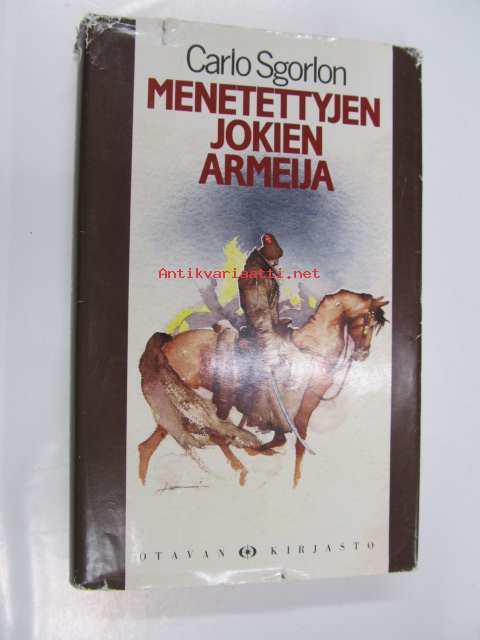 Carlo Sgorlon
MENETETTYJEN
JOKIEN
ARMEIJA
Antikvariaatti.net
OTAVAN KIRJASTO